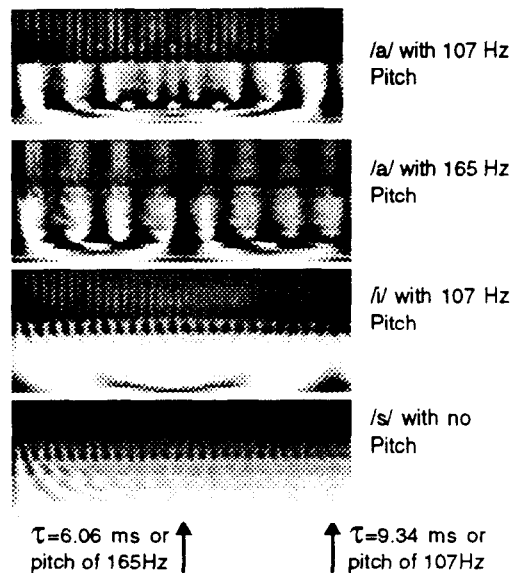 /a/ with 107 Hz
Pitch
/a/ with 165 Hz
Pitch
/i/ with 107 Hz
Pitch
/s/ with no
Pitch
τ=6.06 ms or
pitch of 165Hz
τ=9.34 ms or
pitch of 107Hz